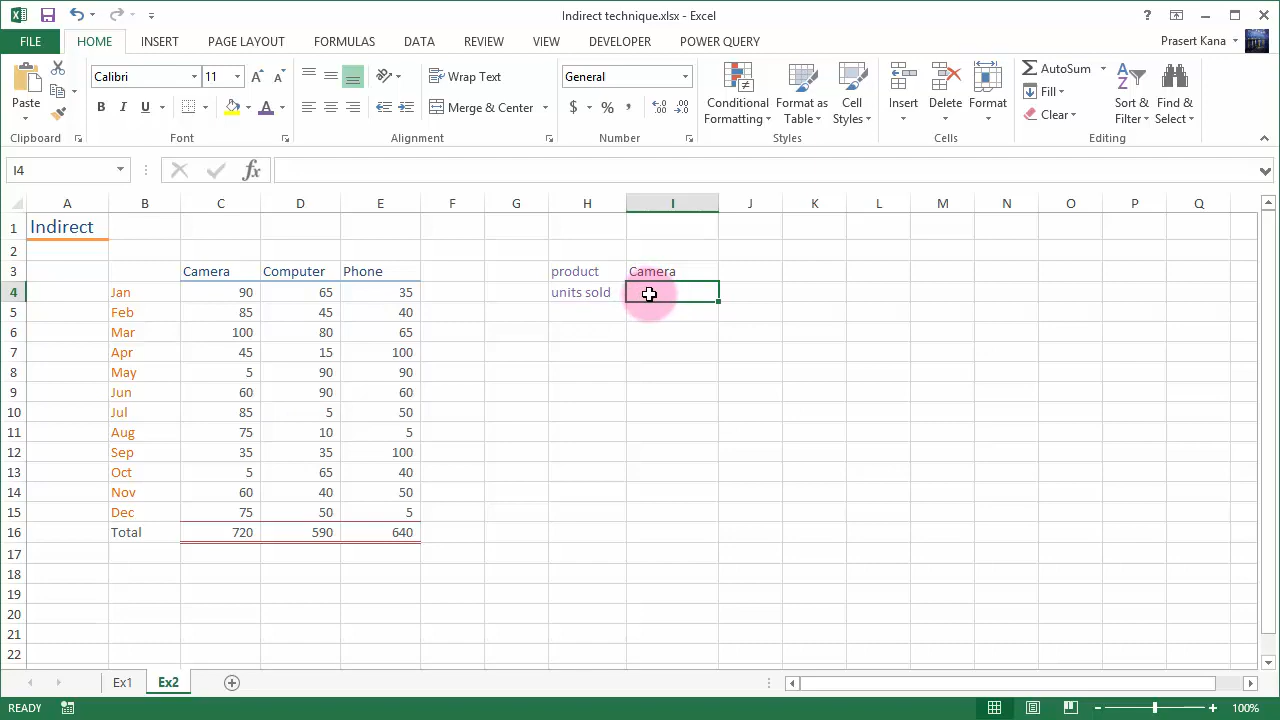 Indirect technique.xlsx - Excel
?
FILE HOME INSERT PAGE LAYOUT FORMULAS DATA REVIEW VIEW DEVELOPER POWER QUERY Prasert Kana
Paste
Clipboard
Calibri 11
B I U A
Font
Wrap Text
Merge & Center
Alignment
General
$ % ,
Number
Conditional Formatting
Format as Table
Cell Styles
Styles
Insert Delete Format
Cells
AutoSum
Fill
Clear
Sort & Filter
Find & Select
Editing
I4 fx
A B C D E F G H I J K L M N O P Q
1 Indirect
2
3 Camera Computer Phone product Camera
4 Jan 90 65 35 units sold
5 Feb 85 45 40
6 Mar 100 80 65
7 Apr 45 15 100
8 May 5 90 90
9 Jun 60 90 60
10 Jul 85 5 50
11 Aug 75 10 5
12 Sep 35 35 100
13 Oct 5 65 40
14 Nov 60 40 50
15 Dec 75 50 5
16 Total 720 590 640
17
18
19
20
21
22
Ex1 Ex2
READY 100%